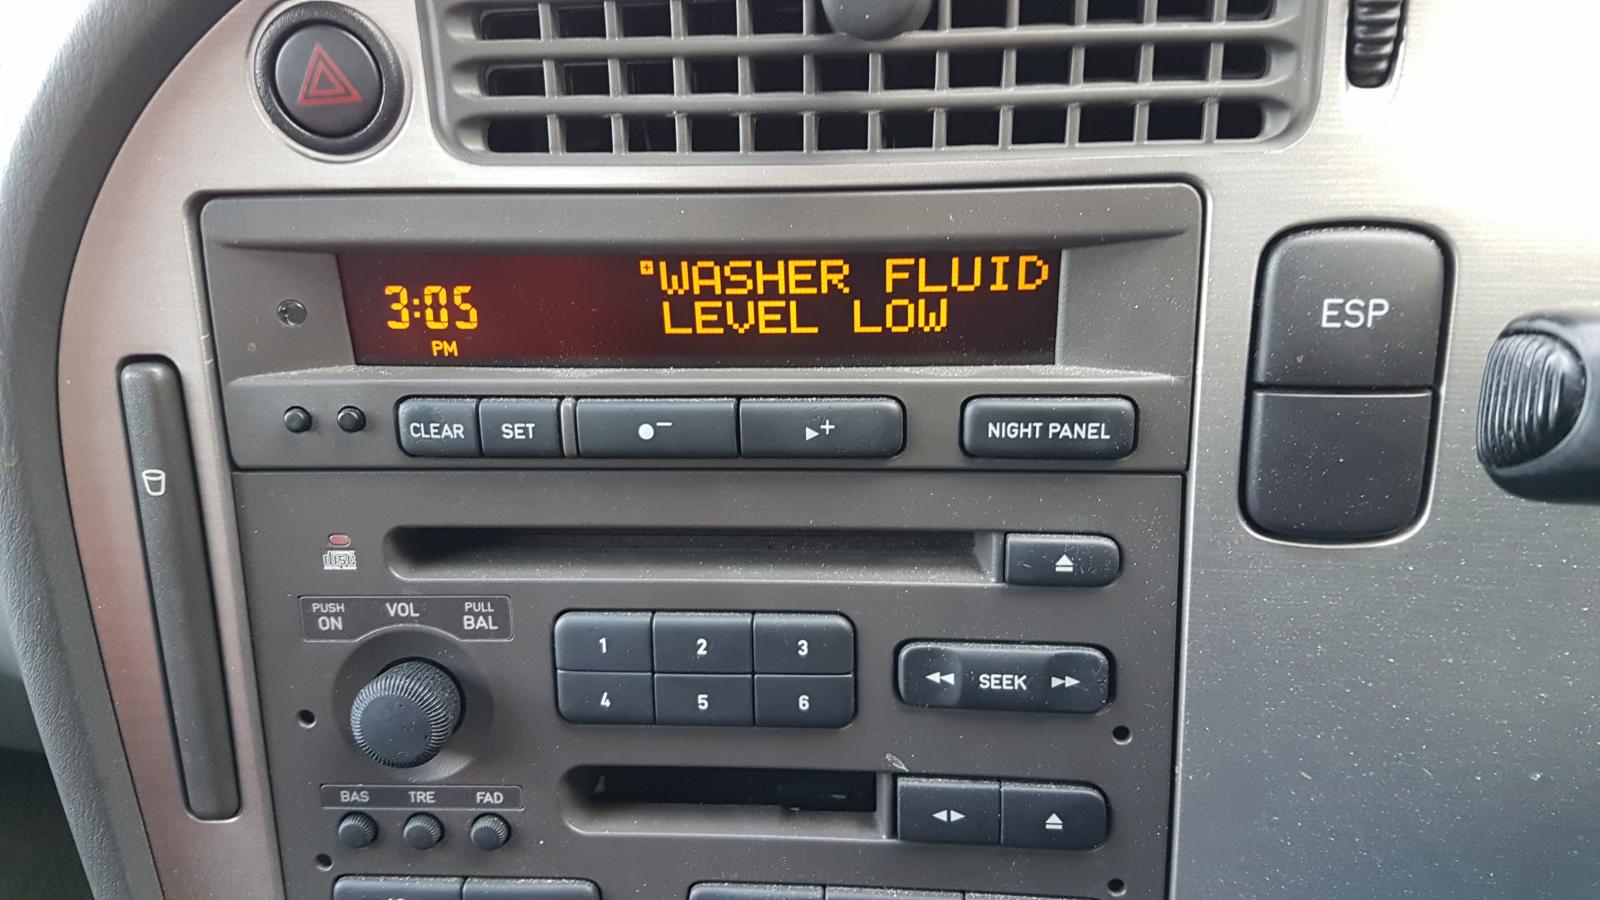 3:05
PM
WASHER FLUID
LEVEL LOW
ESP
CLEAR
SET
NIGHT PANEL
disc
PUSH
ON
VOL
PULL
BAL
1
2
3
4
5
6
SEEK
BAS
TRE
FAD